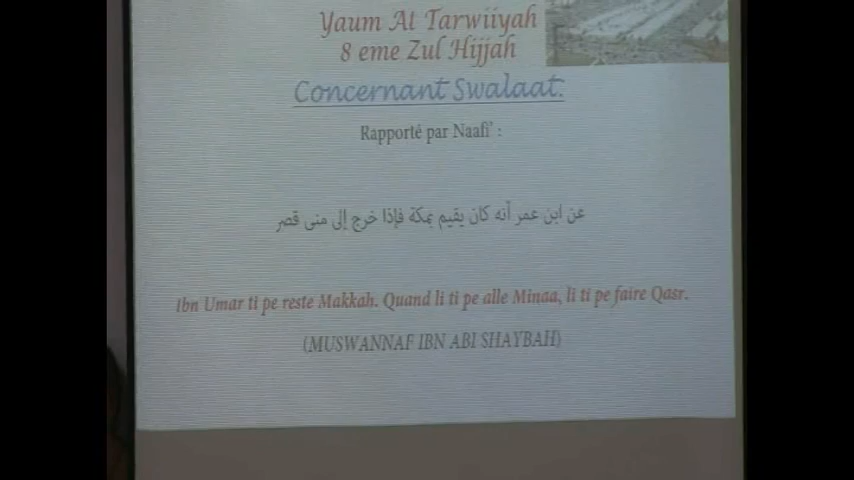 Yaum At Tarwiiyah
8 eme Zul Hijjah
Concernant Swalaat:
Rapporté par Naafi' :
عن ابن عمر أنه كان يقيم بمكة فإذا خرج إلى منى قصر
Ibn Umar ti pe reste Makkah. Quand li ti pe alle Minaa, li ti pe faire Qasr.
(MUSWANNAF IBN ABI SHAYBAH)